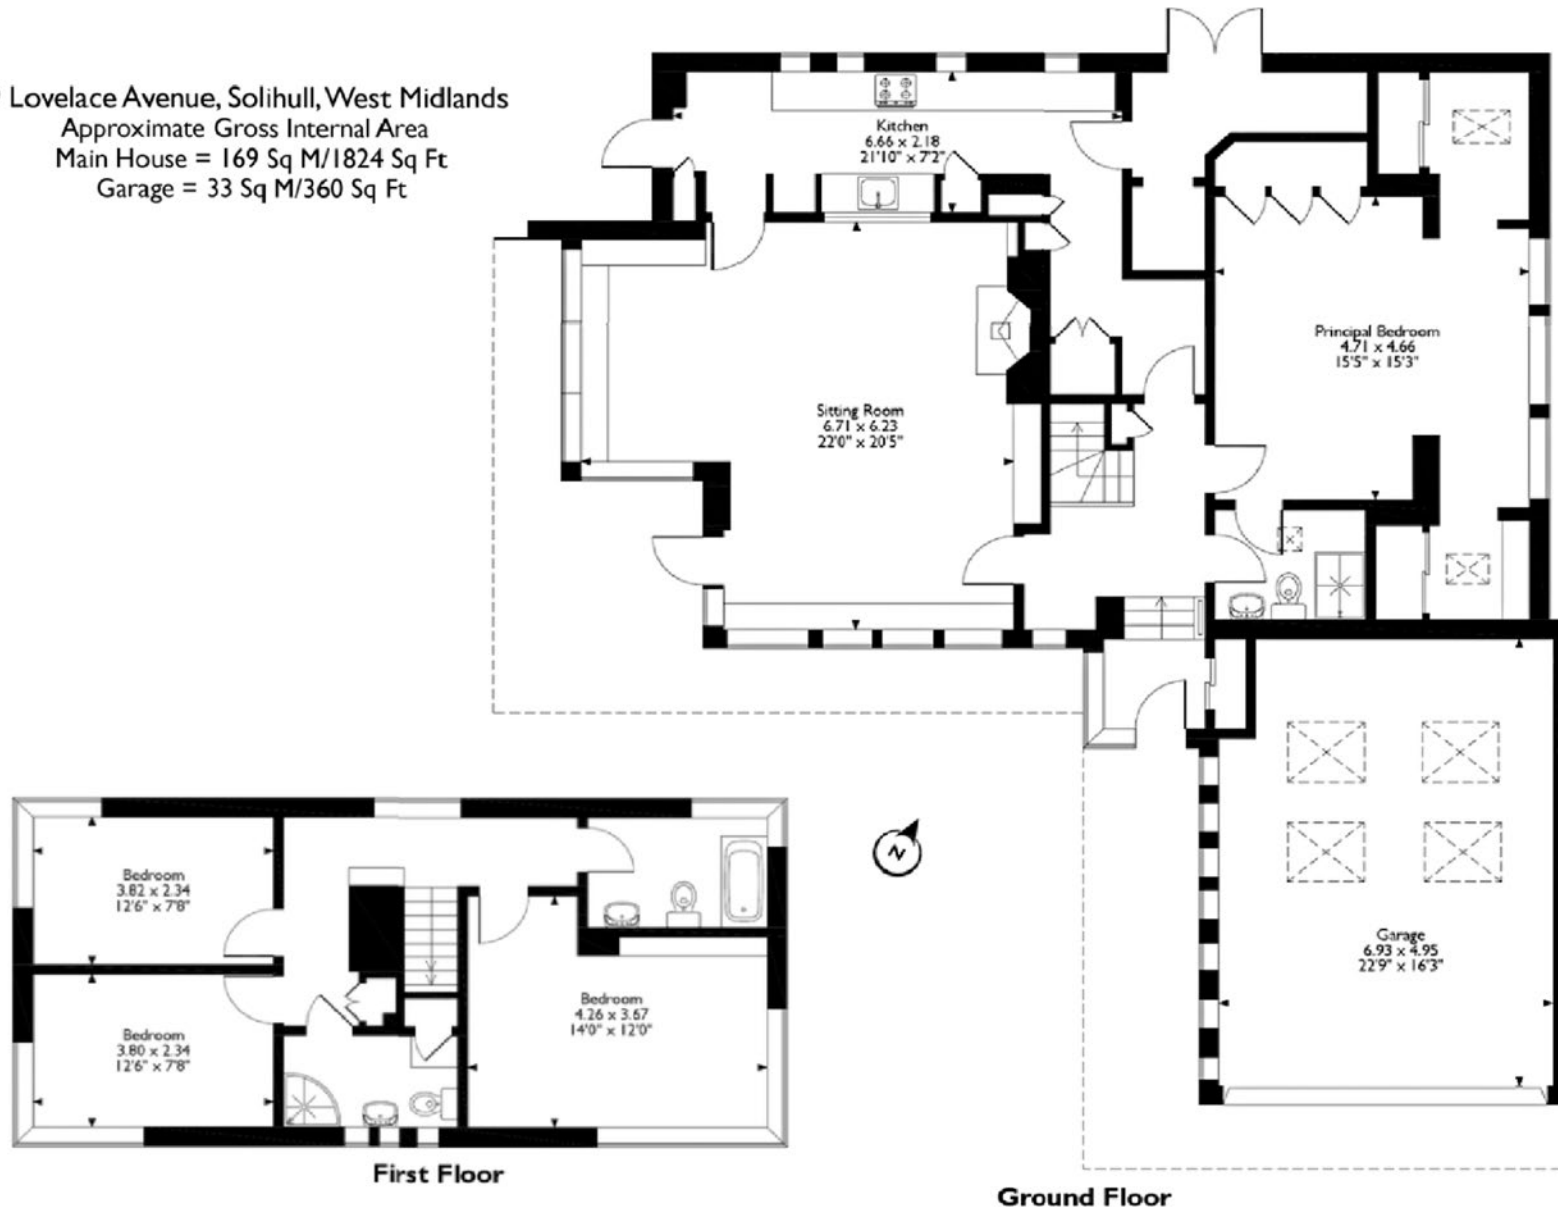 Lovelace Avenue, Solihull, West Midlands
Approximate Gross Internal Area
Main House = 169 Sq M/1824 Sq Ft
Garage = 33 Sq M/360 Sq Ft
Kitchen
6.66 x 2.18
21'10" x 7'2"
Principal Bedroom
4.71 x 4.66
15'5" x 15'3"
Sitting Room
6.71 x 6.23
22'0" x 20'5"
Garage
6.93 x 4.95
22'9" x 16'3"
N
Bedroom
3.82 x 2.34
12'6" x 7'8"
Bedroom
3.80 x 2.34
12'6" x 7'8"
Bedroom
4.26 x 3.67
14'0" x 12'0"
First Floor
Ground Floor